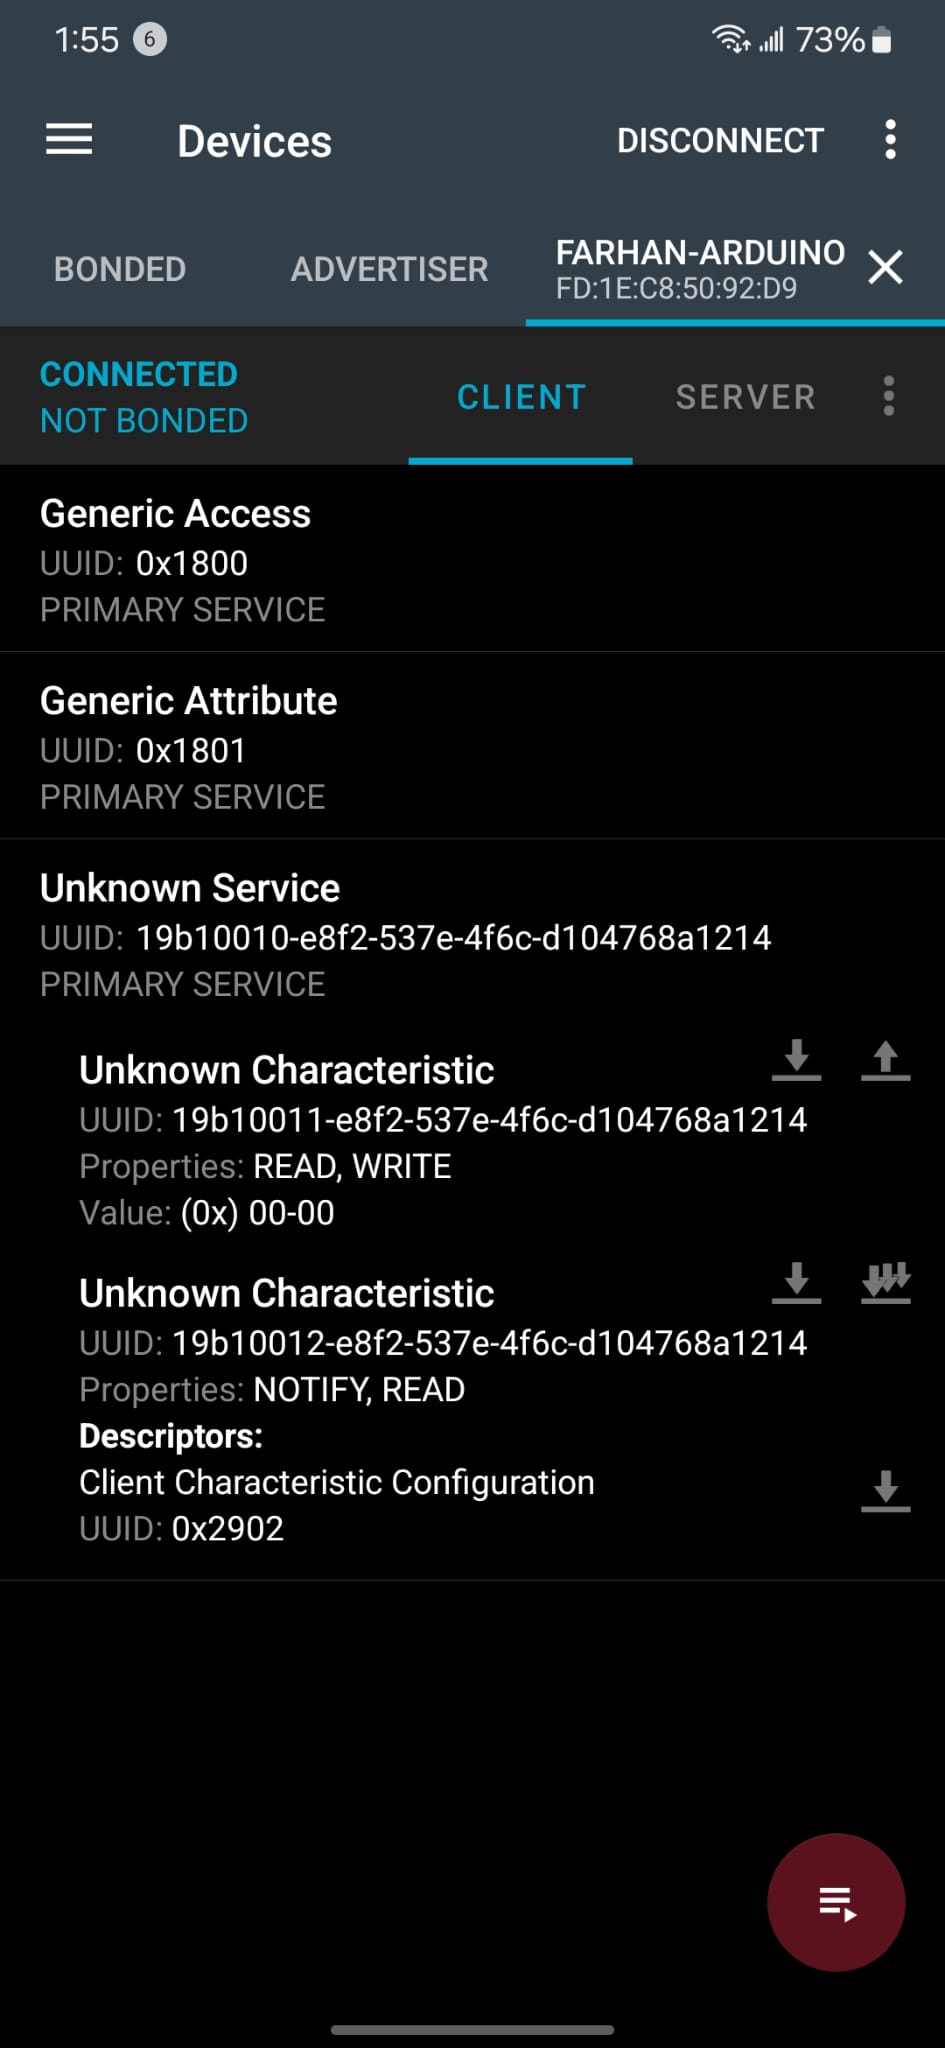 1:55 6 73%
Devices DISCONNECT
BONDED ADVERTISER FARHAN-ARDUINO
FD:1E:C8:50:92:D9
CONNECTED
NOT BONDED
CLIENT SERVER
Generic Access
UUID: 0x1800
PRIMARY SERVICE
Generic Attribute
UUID: 0x1801
PRIMARY SERVICE
Unknown Service
UUID: 19b10010-e8f2-537e-4f6c-d104768a1214
PRIMARY SERVICE
Unknown Characteristic
UUID: 19b10011-e8f2-537e-4f6c-d104768a1214
Properties: READ, WRITE
Value: (0x) 00-00
Unknown Characteristic
UUID: 19b10012-e8f2-537e-4f6c-d104768a1214
Properties: NOTIFY, READ
Descriptors:
Client Characteristic Configuration
UUID: 0x2902